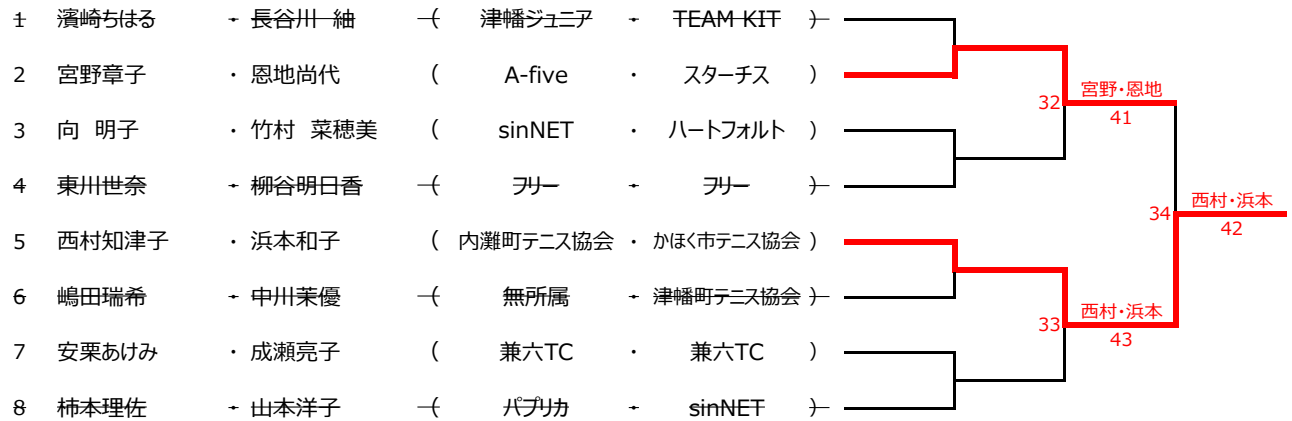 1 濱崎ちはる ・ 長谷川 紬 ( 津幡ジュニア ・ TEAM KIT )
2 宮野章子 ・ 恩地尚代 ( A-five ・ スターチス )
宮野・恩地
32
41
3 向 明子 ・ 竹村 菜穂美 ( sinNET ・ ハートフォルト )
4 東川世奈 ・ 柳谷明日香 ( フリー ・ フリー )
西村・浜本
34
42
5 西村知津子 ・ 浜本和子 ( 内灘町テニス協会 ・ かほく市テニス協会 )
6 嶋田瑞希 ・ 中川茉優 ( 無所属 ・ 津幡町テニス協会 )
西村・浜本
33
43
7 安栗あけみ ・ 成瀬亮子 ( 兼六TC ・ 兼六TC )
8 柿本理佐 ・ 山本洋子 ( パプリカ ・ sinNET )